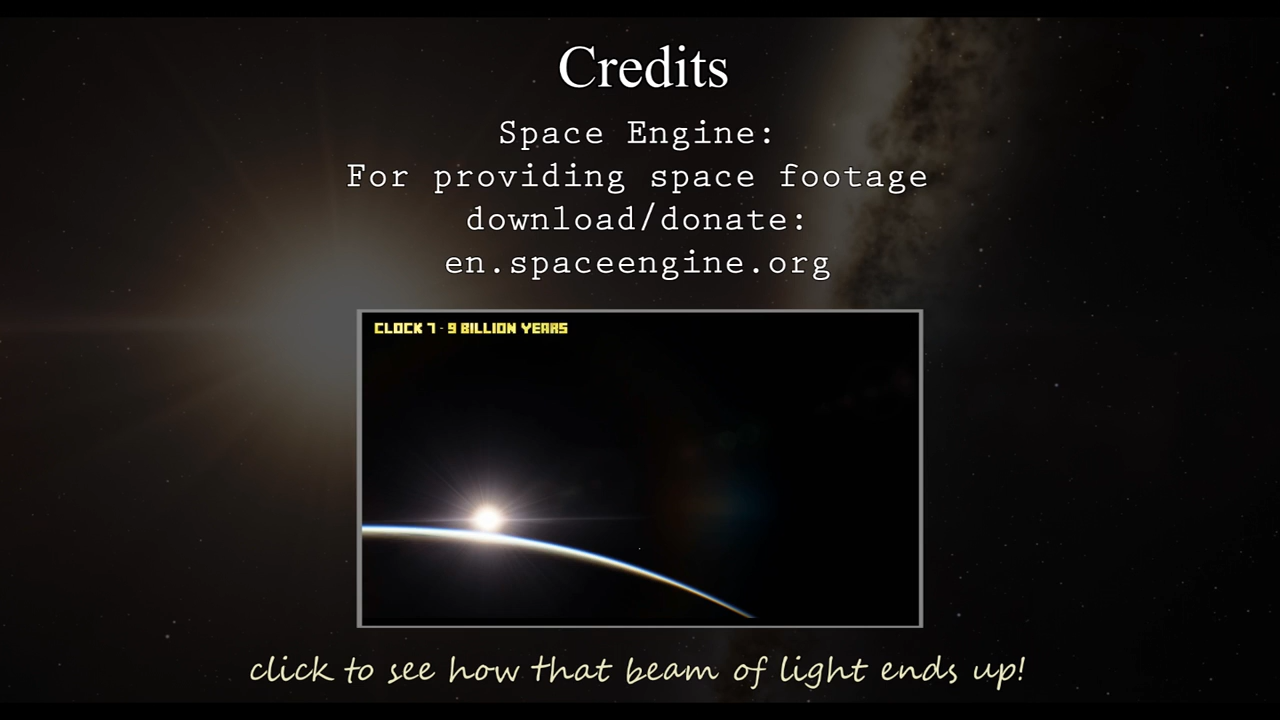 Credits
Space Engine:
For providing space footage
download/donate:
en.spaceengine.org
CLOCK 7 - 9 BILLION YEARS
click to see how that beam of light ends up!